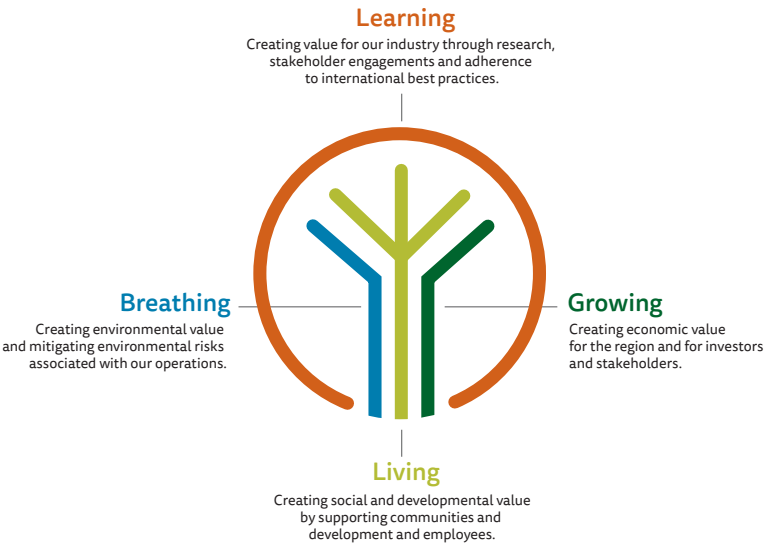 Learning
Creating value for our industry through research,
stakeholder engagements and adherence
to international best practices.
Breathing
Creating environmental value
and mitigating environmental risks
associated with our operations.
Growing
Creating economic value
for the region and for investors
and stakeholders.
Living
Creating social and developmental value
by supporting communities and
development and employees.